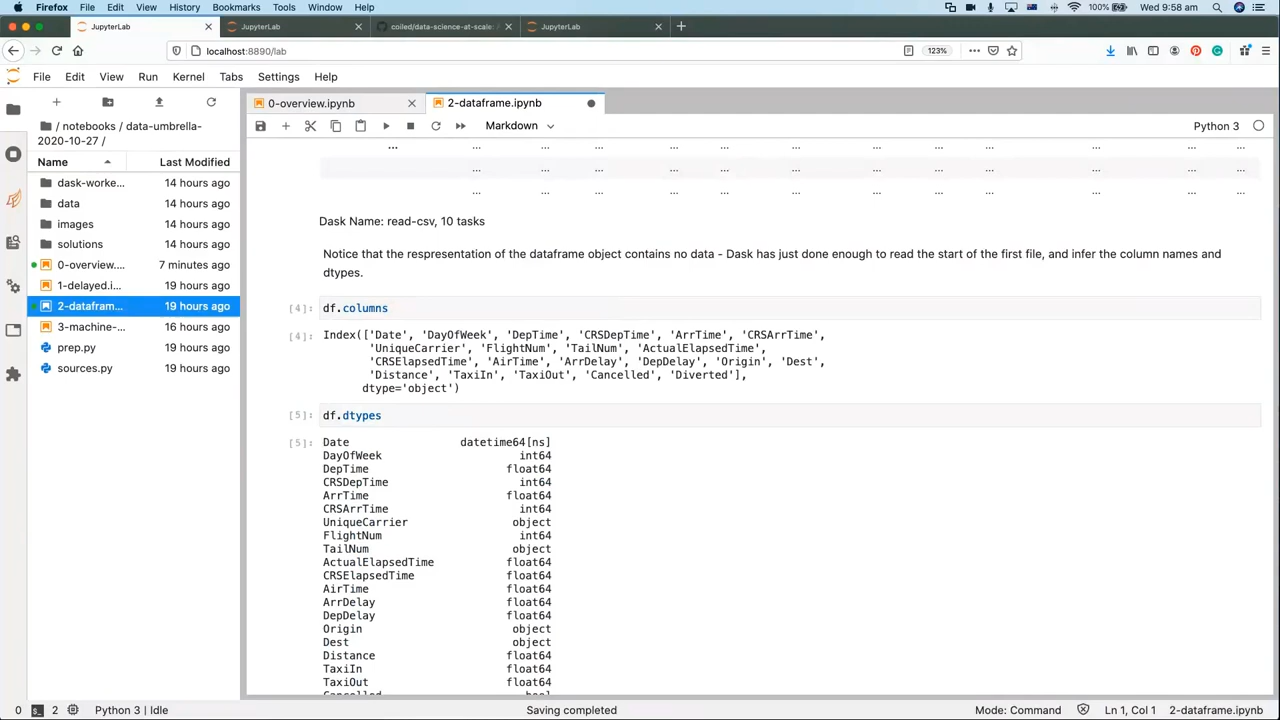 Firefox File Edit View History Bookmarks Tools Window Help 100% Wed 9:58 am
JupyterLab JupyterLab coiled/data-science-at-scale: JupyterLab
localhost:8890/lab 123%
File Edit View Run Kernel Tabs Settings Help
0-overview.ipynb 2-dataframe.ipynb
Markdown Python 3
/ notebooks / data-umbrella-
2020-10-27 /
Name Last Modified
dask-worke... 14 hours ago
data 14 hours ago
images 14 hours ago
solutions 14 hours ago
0-overview.... 7 minutes ago
1-delayed.i... 19 hours ago
2-datafram... 19 hours ago
3-machine-... 16 hours ago
prep.py 19 hours ago
sources.py 19 hours ago
... ... ... ... ... ... ... ... ... ... ... ...
... ... ... ... ... ... ... ... ... ... ...
... ... ... ... ... ... ... ... ... ... ...
Dask Name: read-csv, 10 tasks
Notice that the respresentation of the dataframe object contains no data - Dask has just done enough to read the start of the first file, and infer the column names and
dtypes.
[4]: df.columns
[4]: Index(['Date', 'DayOfWeek', 'DepTime', 'CRSDepTime', 'ArrTime', 'CRSArrTime',
'UniqueCarrier', 'FlightNum', 'TailNum', 'ActualElapsedTime',
'CRSElapsedTime', 'AirTime', 'ArrDelay', 'DepDelay', 'Origin', 'Dest',
'Distance', 'TaxiIn', 'TaxiOut', 'Cancelled', 'Diverted'],
dtype='object')
[5]: df.dtypes
[5]: Date datetime64[ns]
DayOfWeek int64
DepTime float64
CRSDepTime int64
ArrTime float64
CRSArrTime int64
UniqueCarrier object
FlightNum int64
TailNum object
ActualElapsedTime float64
CRSElapsedTime float64
AirTime float64
ArrDelay float64
DepDelay float64
Origin object
Dest object
Distance float64
TaxiIn float64
TaxiOut float64
Cancelled bool
0 2 Python 3 | Idle Saving completed Mode: Command Ln 1, Col 1 2-dataframe.ipynb